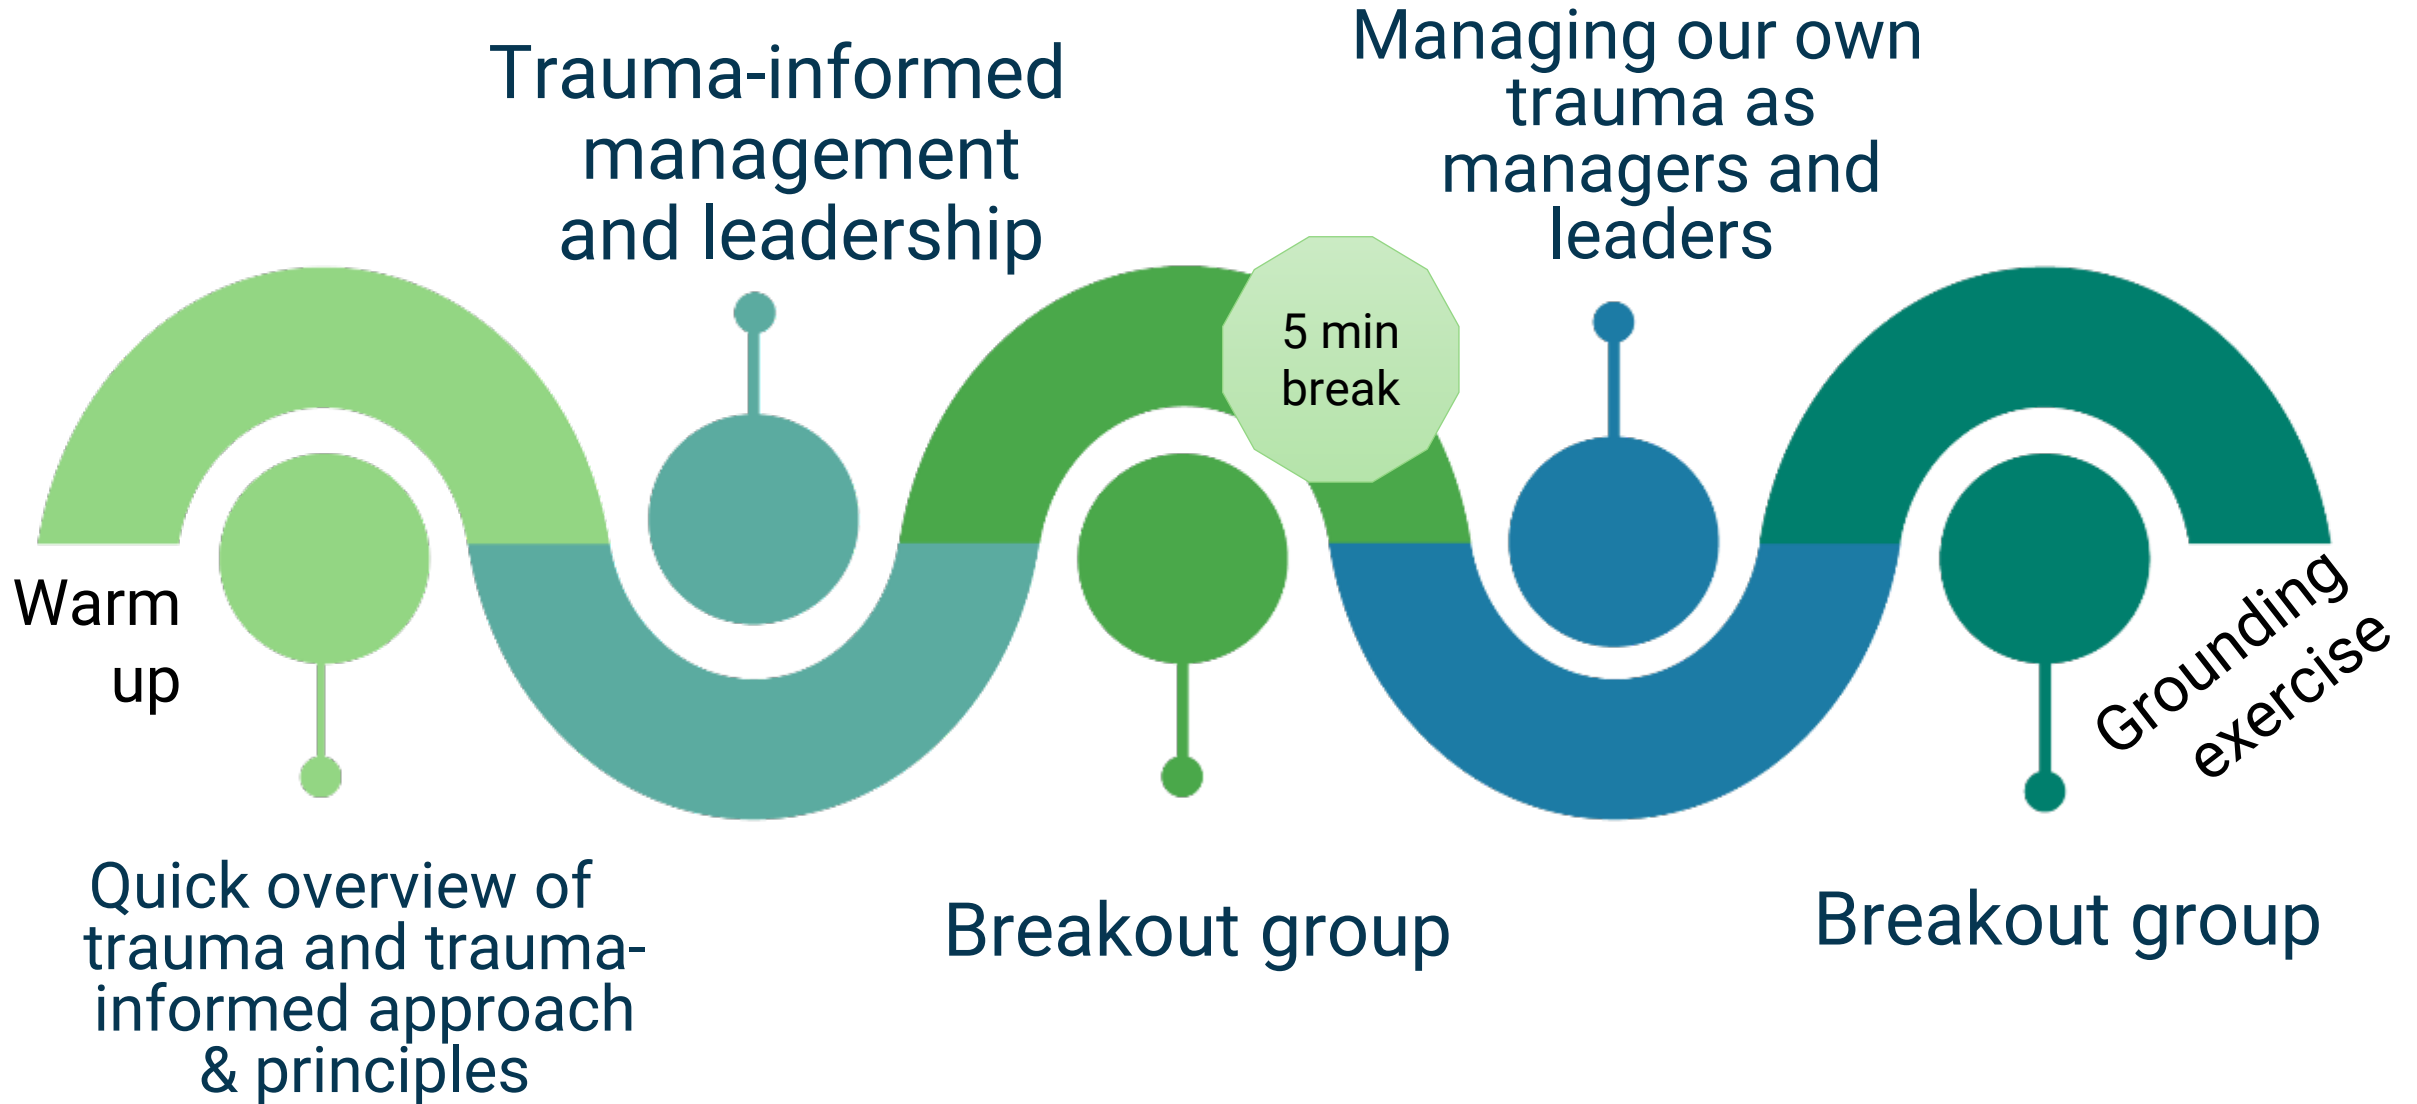 Warm
up
Quick overview of
trauma and trauma-
informed approach
& principles
Trauma-informed
management
and leadership
Breakout group
5 min
break
Managing our own
trauma as
managers and
leaders
Breakout group
Grounding
exercise